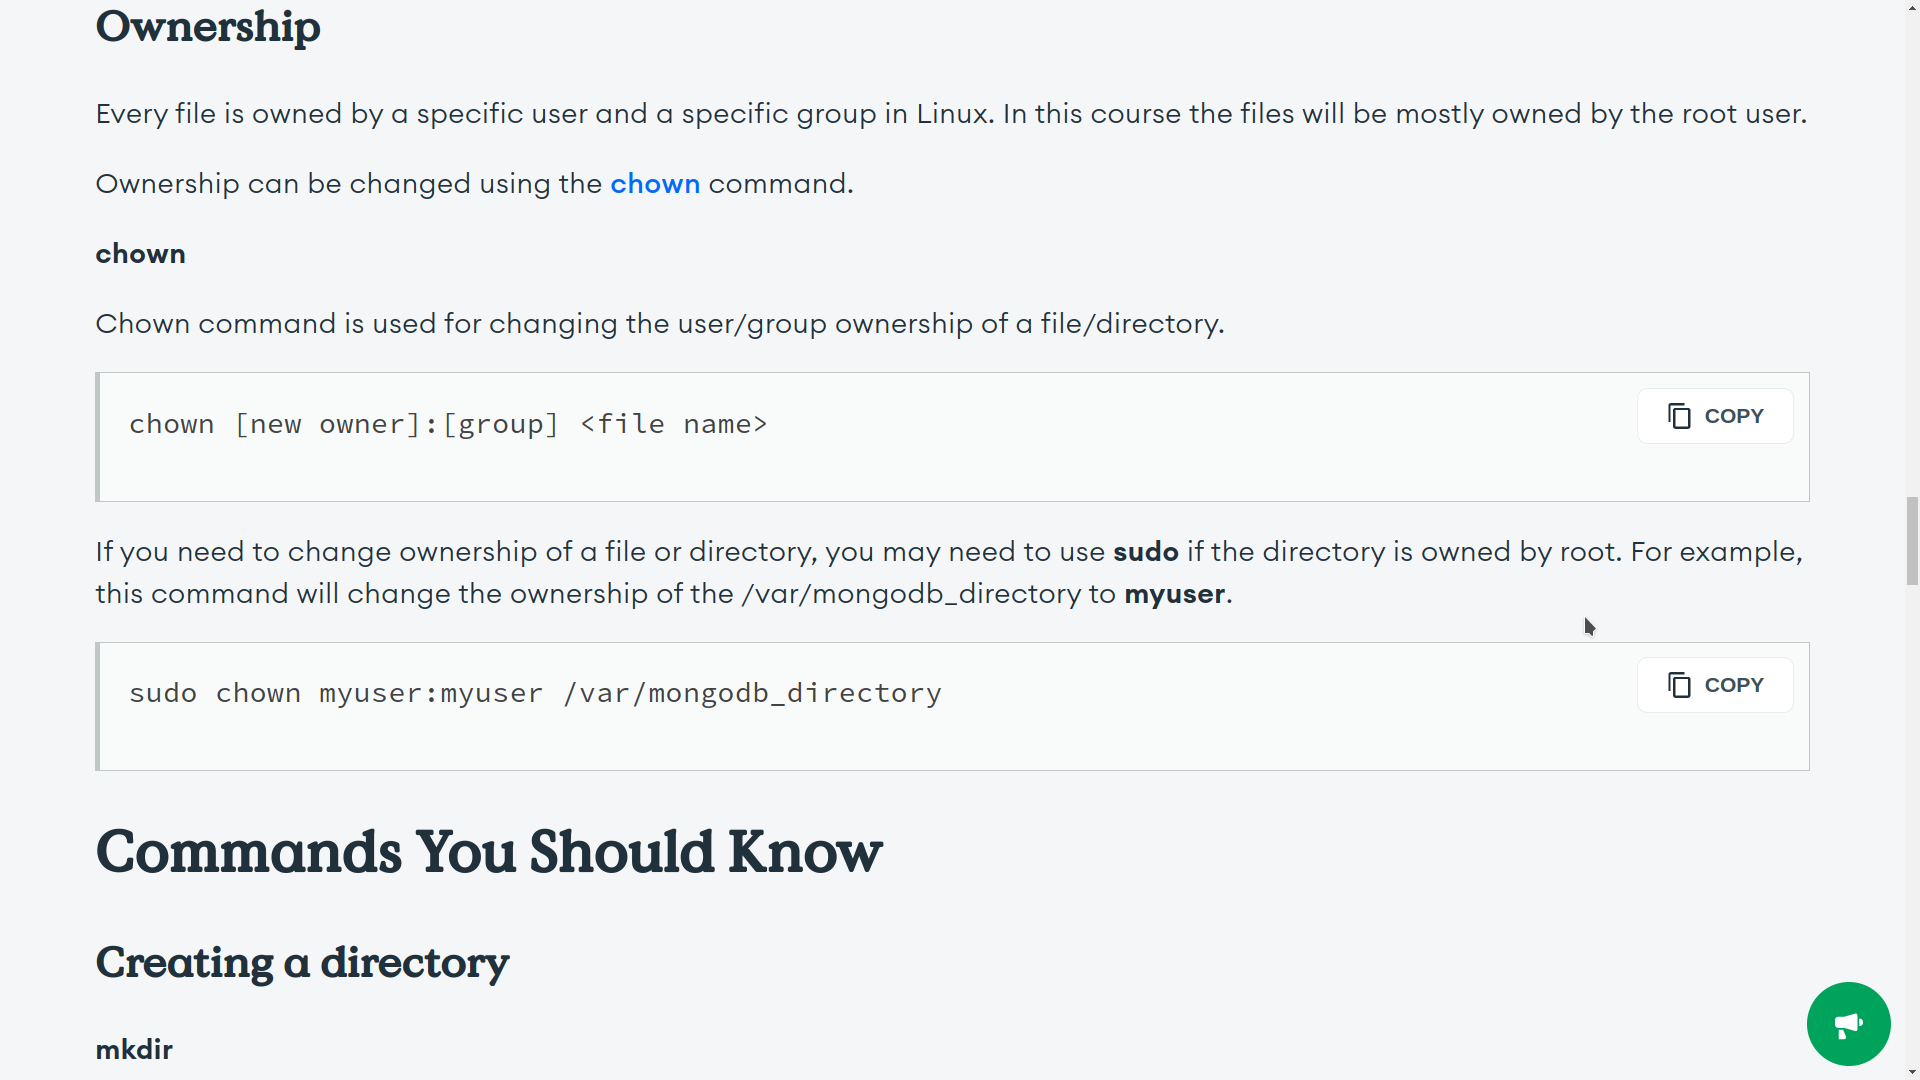 Ownership
Every file is owned by a specific user and a specific group in Linux. In this course the files will be mostly owned by the root user.
Ownership can be changed using the chown command.
chown
Chown command is used for changing the user/group ownership of a file/directory.
chown [new owner]:[group] <file name>
COPY
If you need to change ownership of a file or directory, you may need to use sudo if the directory is owned by root. For example,
this command will change the ownership of the /var/mongodb_directory to myuser.
sudo chown myuser:myuser /var/mongodb_directory
COPY
Commands You Should Know
Creating a directory
mkdir